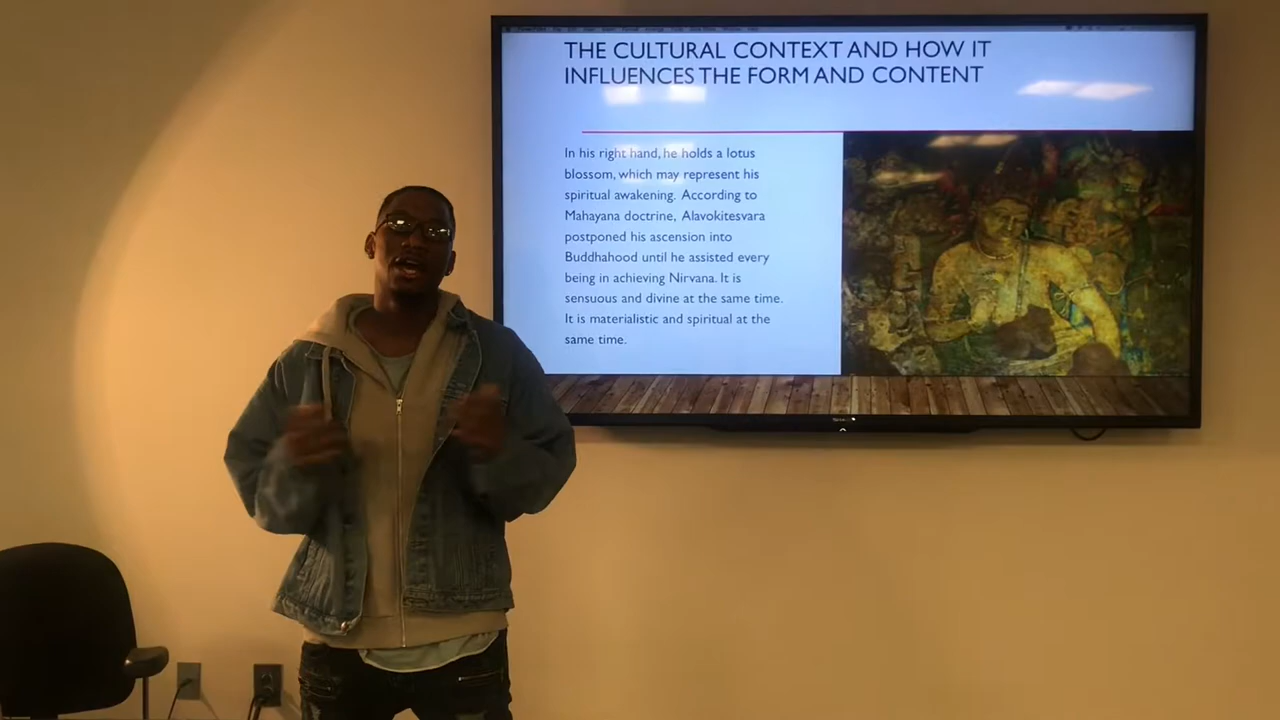 THE CULTURAL CONTEXT AND HOW IT
INFLUENCES THE FORM AND CONTENT
In his right hand, he holds a lotus
blossom, which may represent his
spiritual awakening. According to
Mahayana doctrine, Alavokitesvara
postponed his ascension into
Buddhahood until he assisted every
being in achieving Nirvana. It is
sensuous and divine at the same time.
It is materialistic and spiritual at the
same time.